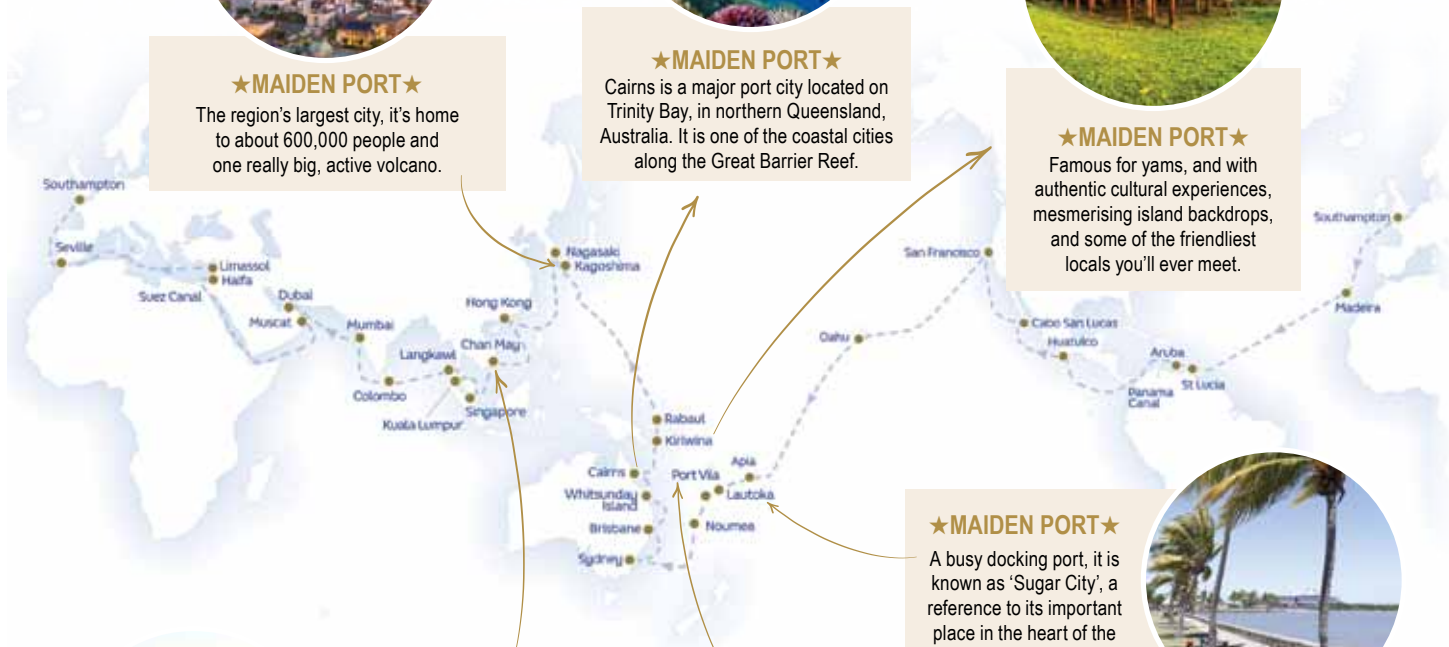 ★MAIDEN PORT★
The region's largest city, it's home
to about 600,000 people and
one really big, active volcano.
★MAIDEN PORT★
Cairns is a major port city located on
Trinity Bay, in northern Queensland,
Australia. It is one of the coastal cities
along the Great Barrier Reef.
★MAIDEN PORT★
Famous for yams, and with
authentic cultural experiences,
mesmerising island backdrops,
and some of the friendliest
locals you'll ever meet.
Southampton
Seville
Limassol
Haifa
Suez Canal
Dubai
Muscat
Mumbai
Colombo
Langkawi
Kuala Lumpur
Singapore
Chan May
Hong Kong
Nagasaki
Kagoshima
Rabaul
Kiriwina
Cairns
Whitsunday
Island
Brisbane
Sydney
Port Vila
Apia
Lautoka
Noumea
Oahu
San Francisco
Cabo San Lucas
Huatulco
Aruba
St Lucia
Panama
Canal
Madeira
Southampton
★MAIDEN PORT★
A busy docking port, it is
known as ‘Sugar City’, a
reference to its important
place in the heart of the